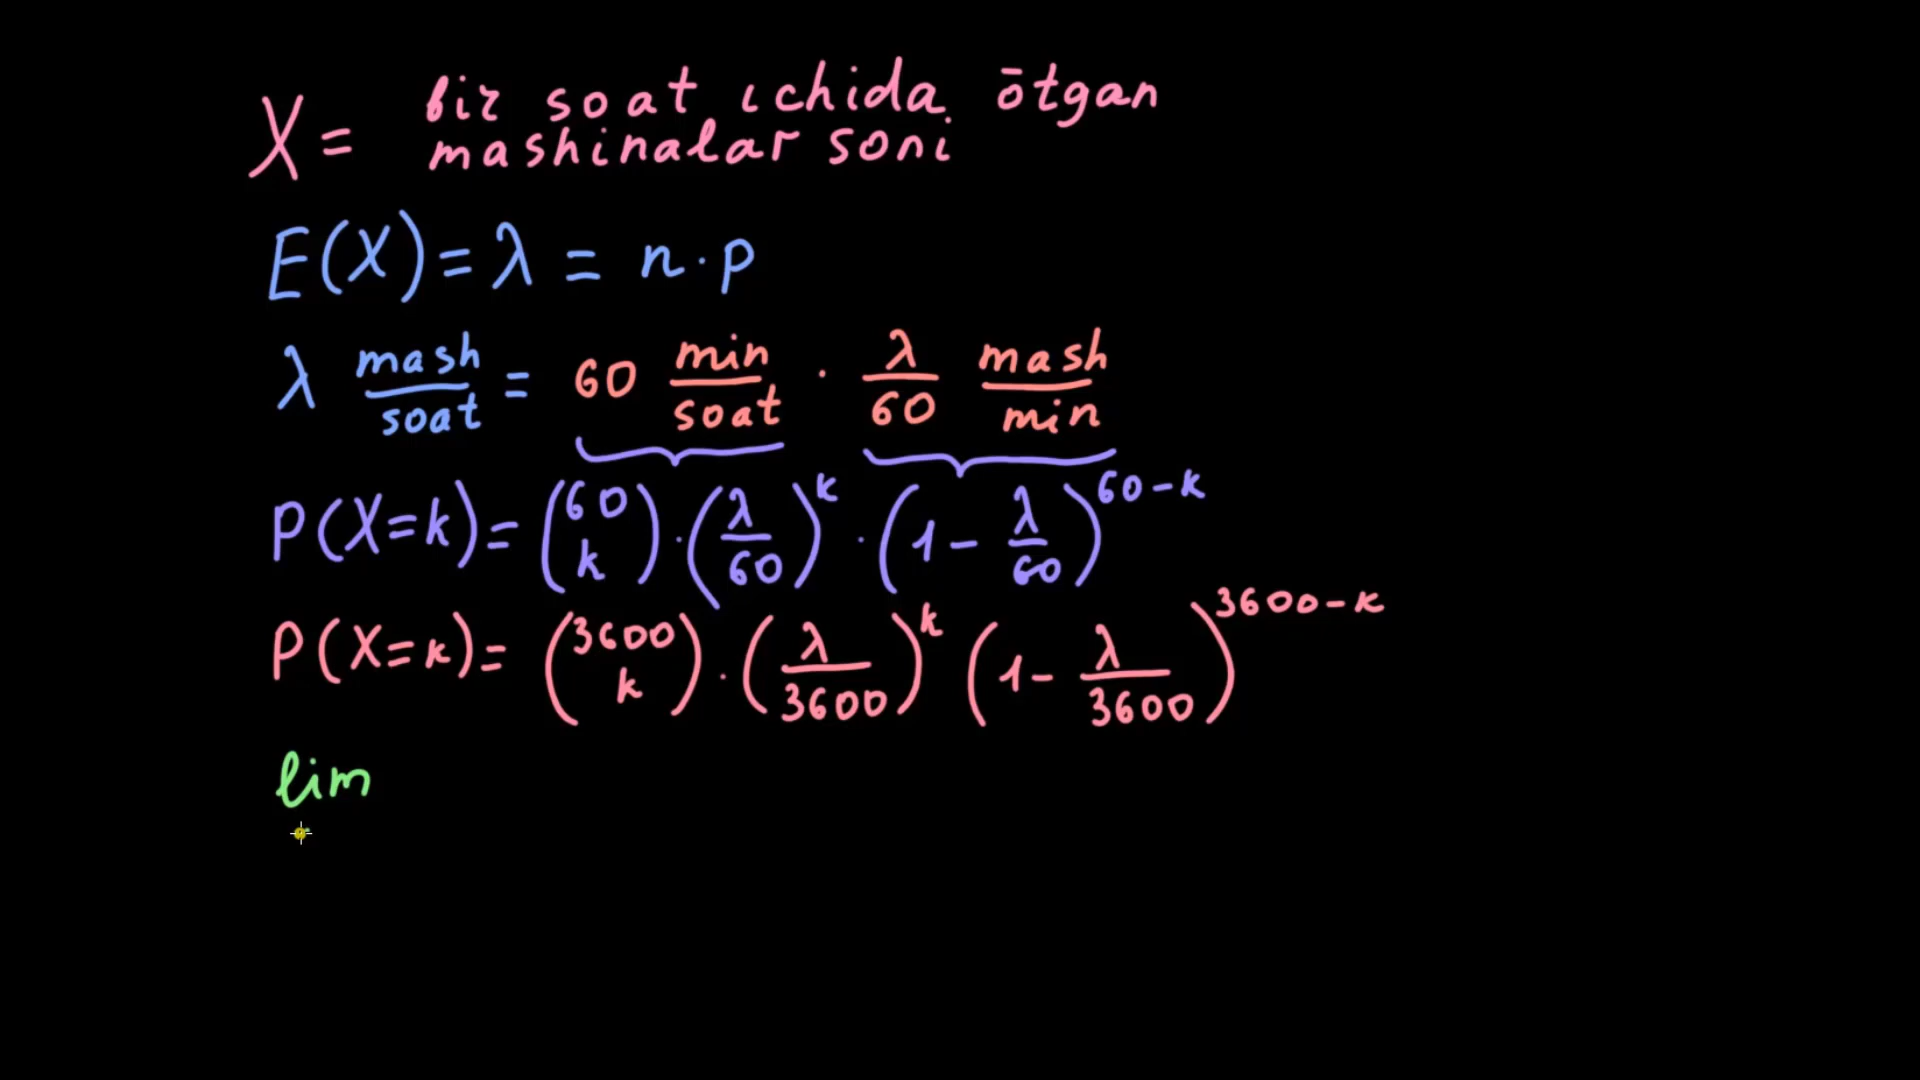 X = bir soat ichida ōtgan
mashinalar soni
E(X) = λ = n · p
λ mash/soat = 60 min/soat · λ/60 mash/min
P(X=k) = (60 k) · (λ/60)^k · (1 - λ/60)^60-k
P(X=k) = (3600 k) · (λ/3600)^k (1 - λ/3600)^3600-k
lim